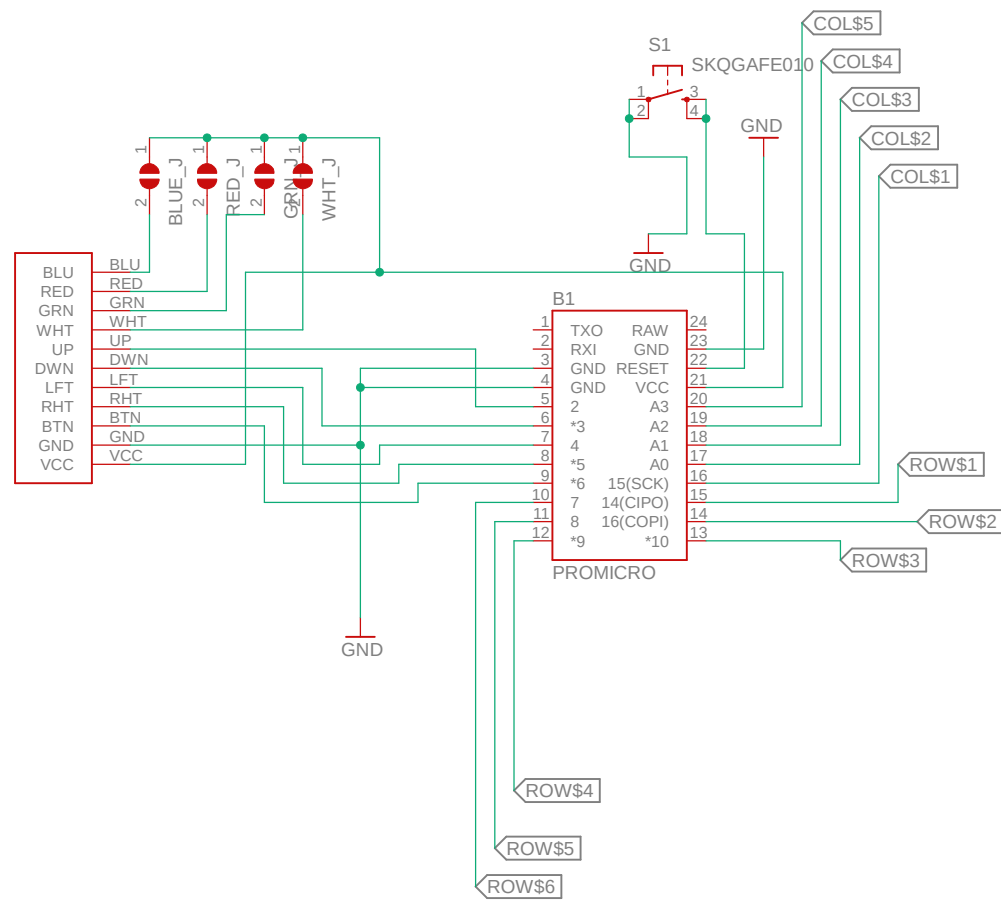 COL$5
S1
COL$4
SKQGAFE010
1
3
COL$3
2
4
GND
COL$2
1
1
1
1
COL$1
BLUE_J
RED_J
GRN_J
WHT_J
2
2
2
2
GND
BLU
BLU
RED
RED
GRN
GRN
WHT
WHT
UP
UP
DWN
DWN
LFT
LFT
RHT
RHT
BTN
BTN
GND
GND
VCC
VCC
B1
1 TXO RAW 24
2 RXI GND 23
3 GND RESET 22
4 GND VCC 21
5 2 A3 20
6 *3 A2 19
7 4 A1 18
8 *5 A0 17
9 *6 15(SCK) 16
10 7 14(CIPO) 15
11 8 16(COPI) 14
12 *9 *10 13
PROMICRO
ROW$1
ROW$2
ROW$3
GND
ROW$4
ROW$5
ROW$6